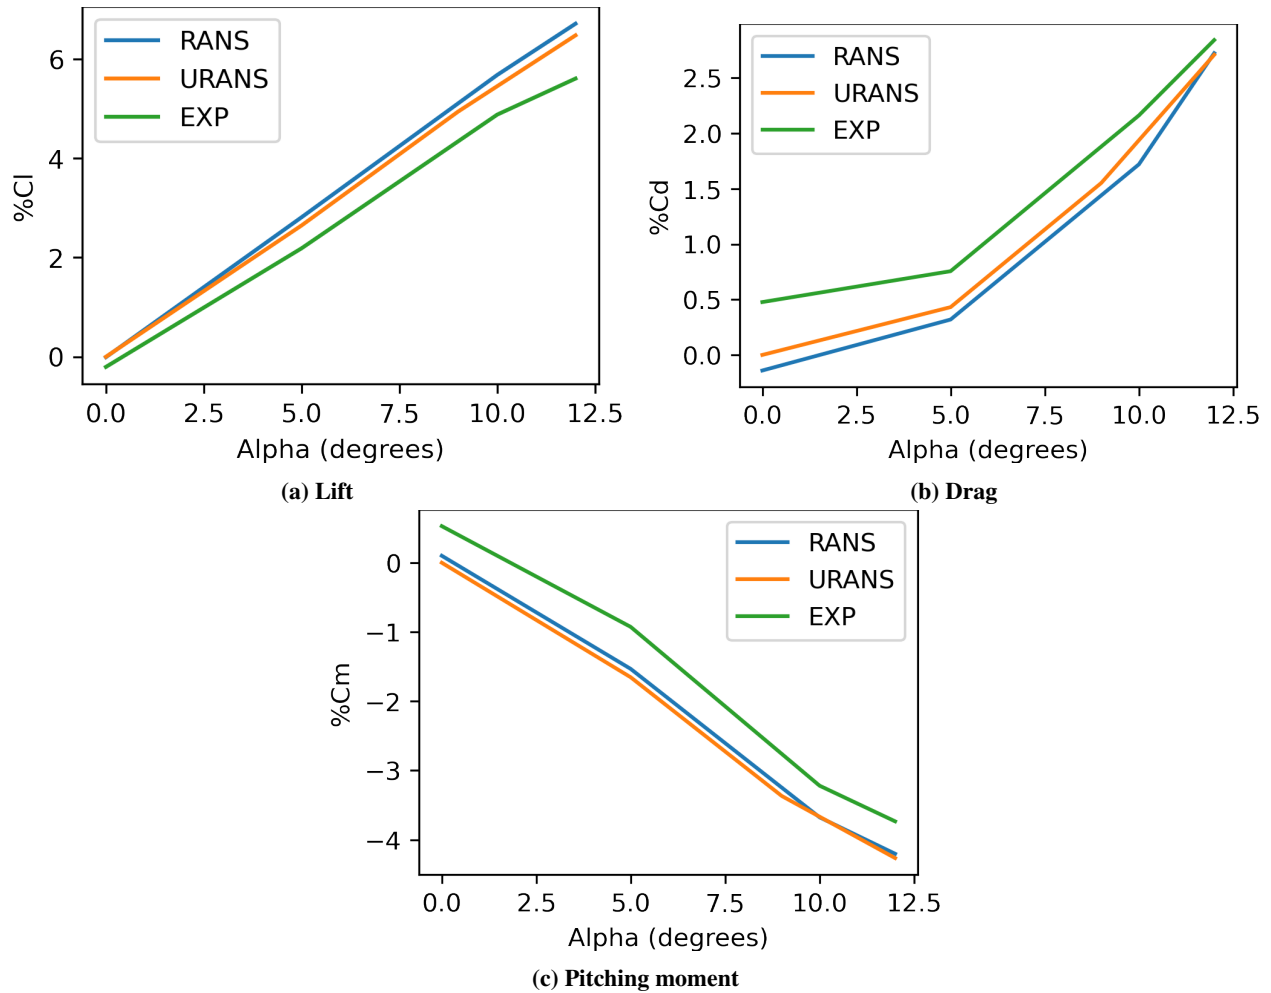 RANS
URANS
EXP
%Cl
6
4
2
0
0.0 2.5 5.0 7.5 10.0 12.5
Alpha (degrees)
(a) Lift
RANS
URANS
EXP
%Cd
2.5
2.0
1.5
1.0
0.5
0.0
0.0 2.5 5.0 7.5 10.0 12.5
Alpha (degrees)
(b) Drag
RANS
URANS
EXP
%Cm
0
−1
−2
−3
−4
0.0 2.5 5.0 7.5 10.0 12.5
Alpha (degrees)
(c) Pitching moment